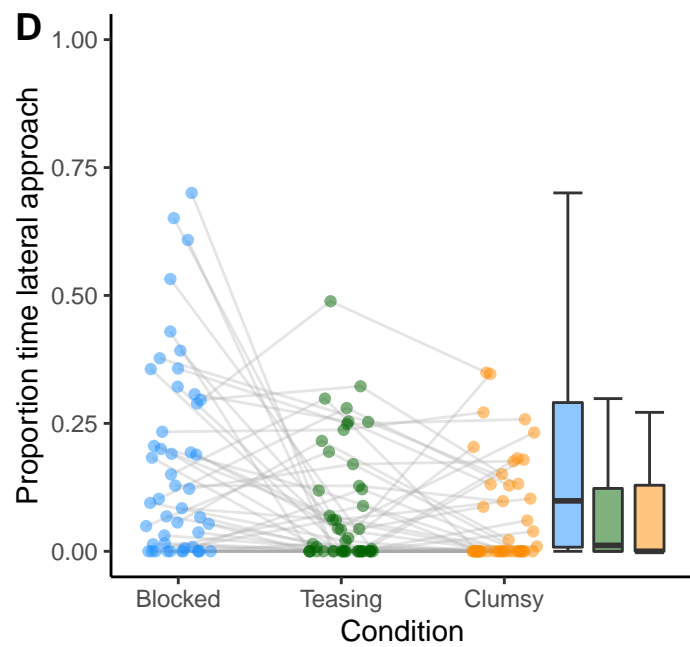 D
Proportion time lateral approach
1.00
0.75
0.50
0.25
0.00
Blocked Teasing Clumsy
Condition